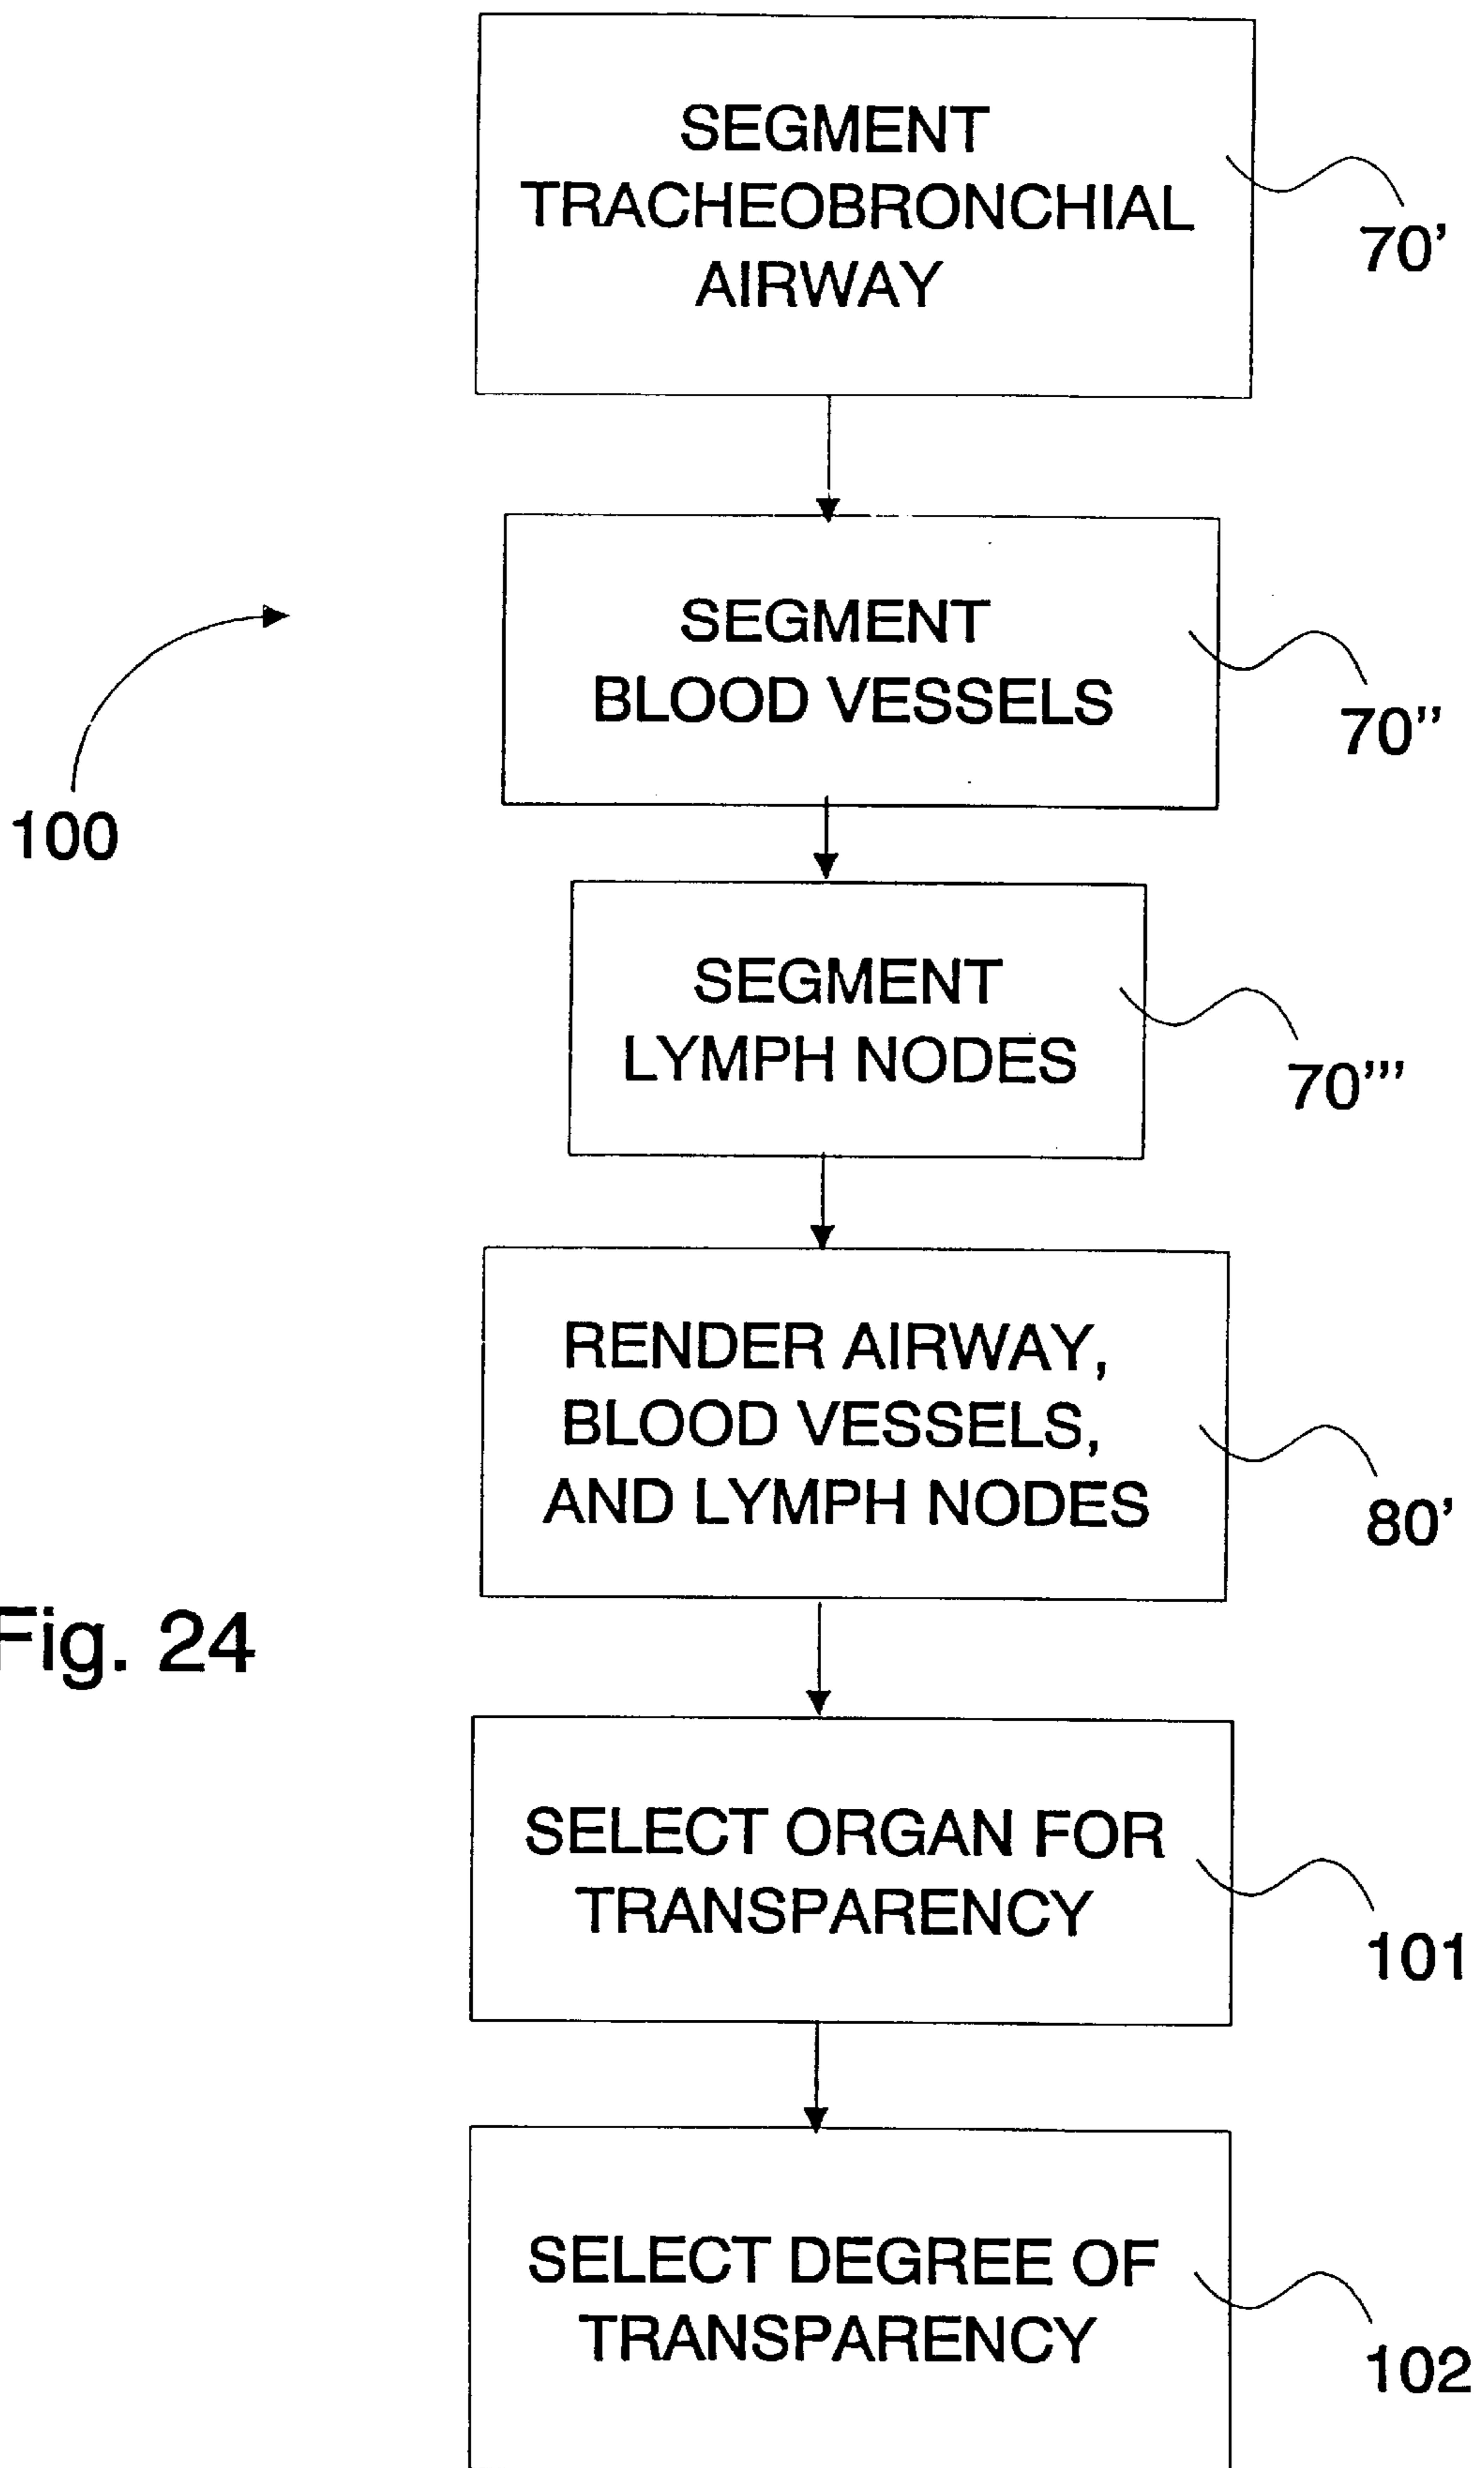 SEGMENT
TRACHEOBRONCHIAL
AIRWAY
70'
SEGMENT
BLOOD VESSELS
70''
100
SEGMENT
LYMPH NODES
70'''
RENDER AIRWAY,
BLOOD VESSELS,
AND LYMPH NODES
80'
Fig. 24
SELECT ORGAN FOR
TRANSPARENCY
101
SELECT DEGREE OF
TRANSPARENCY
102